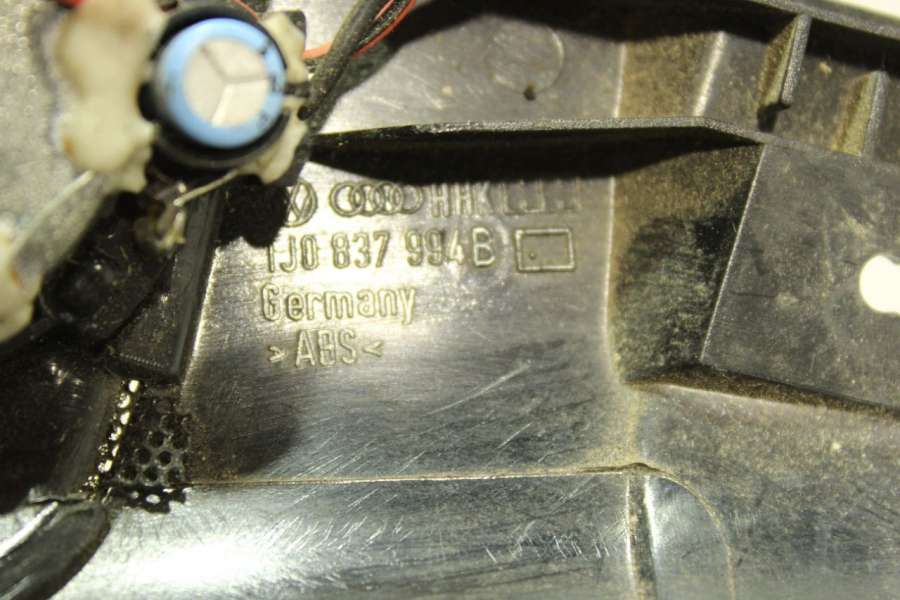 HHK
1J0 837 994B
Germany
>ABS<